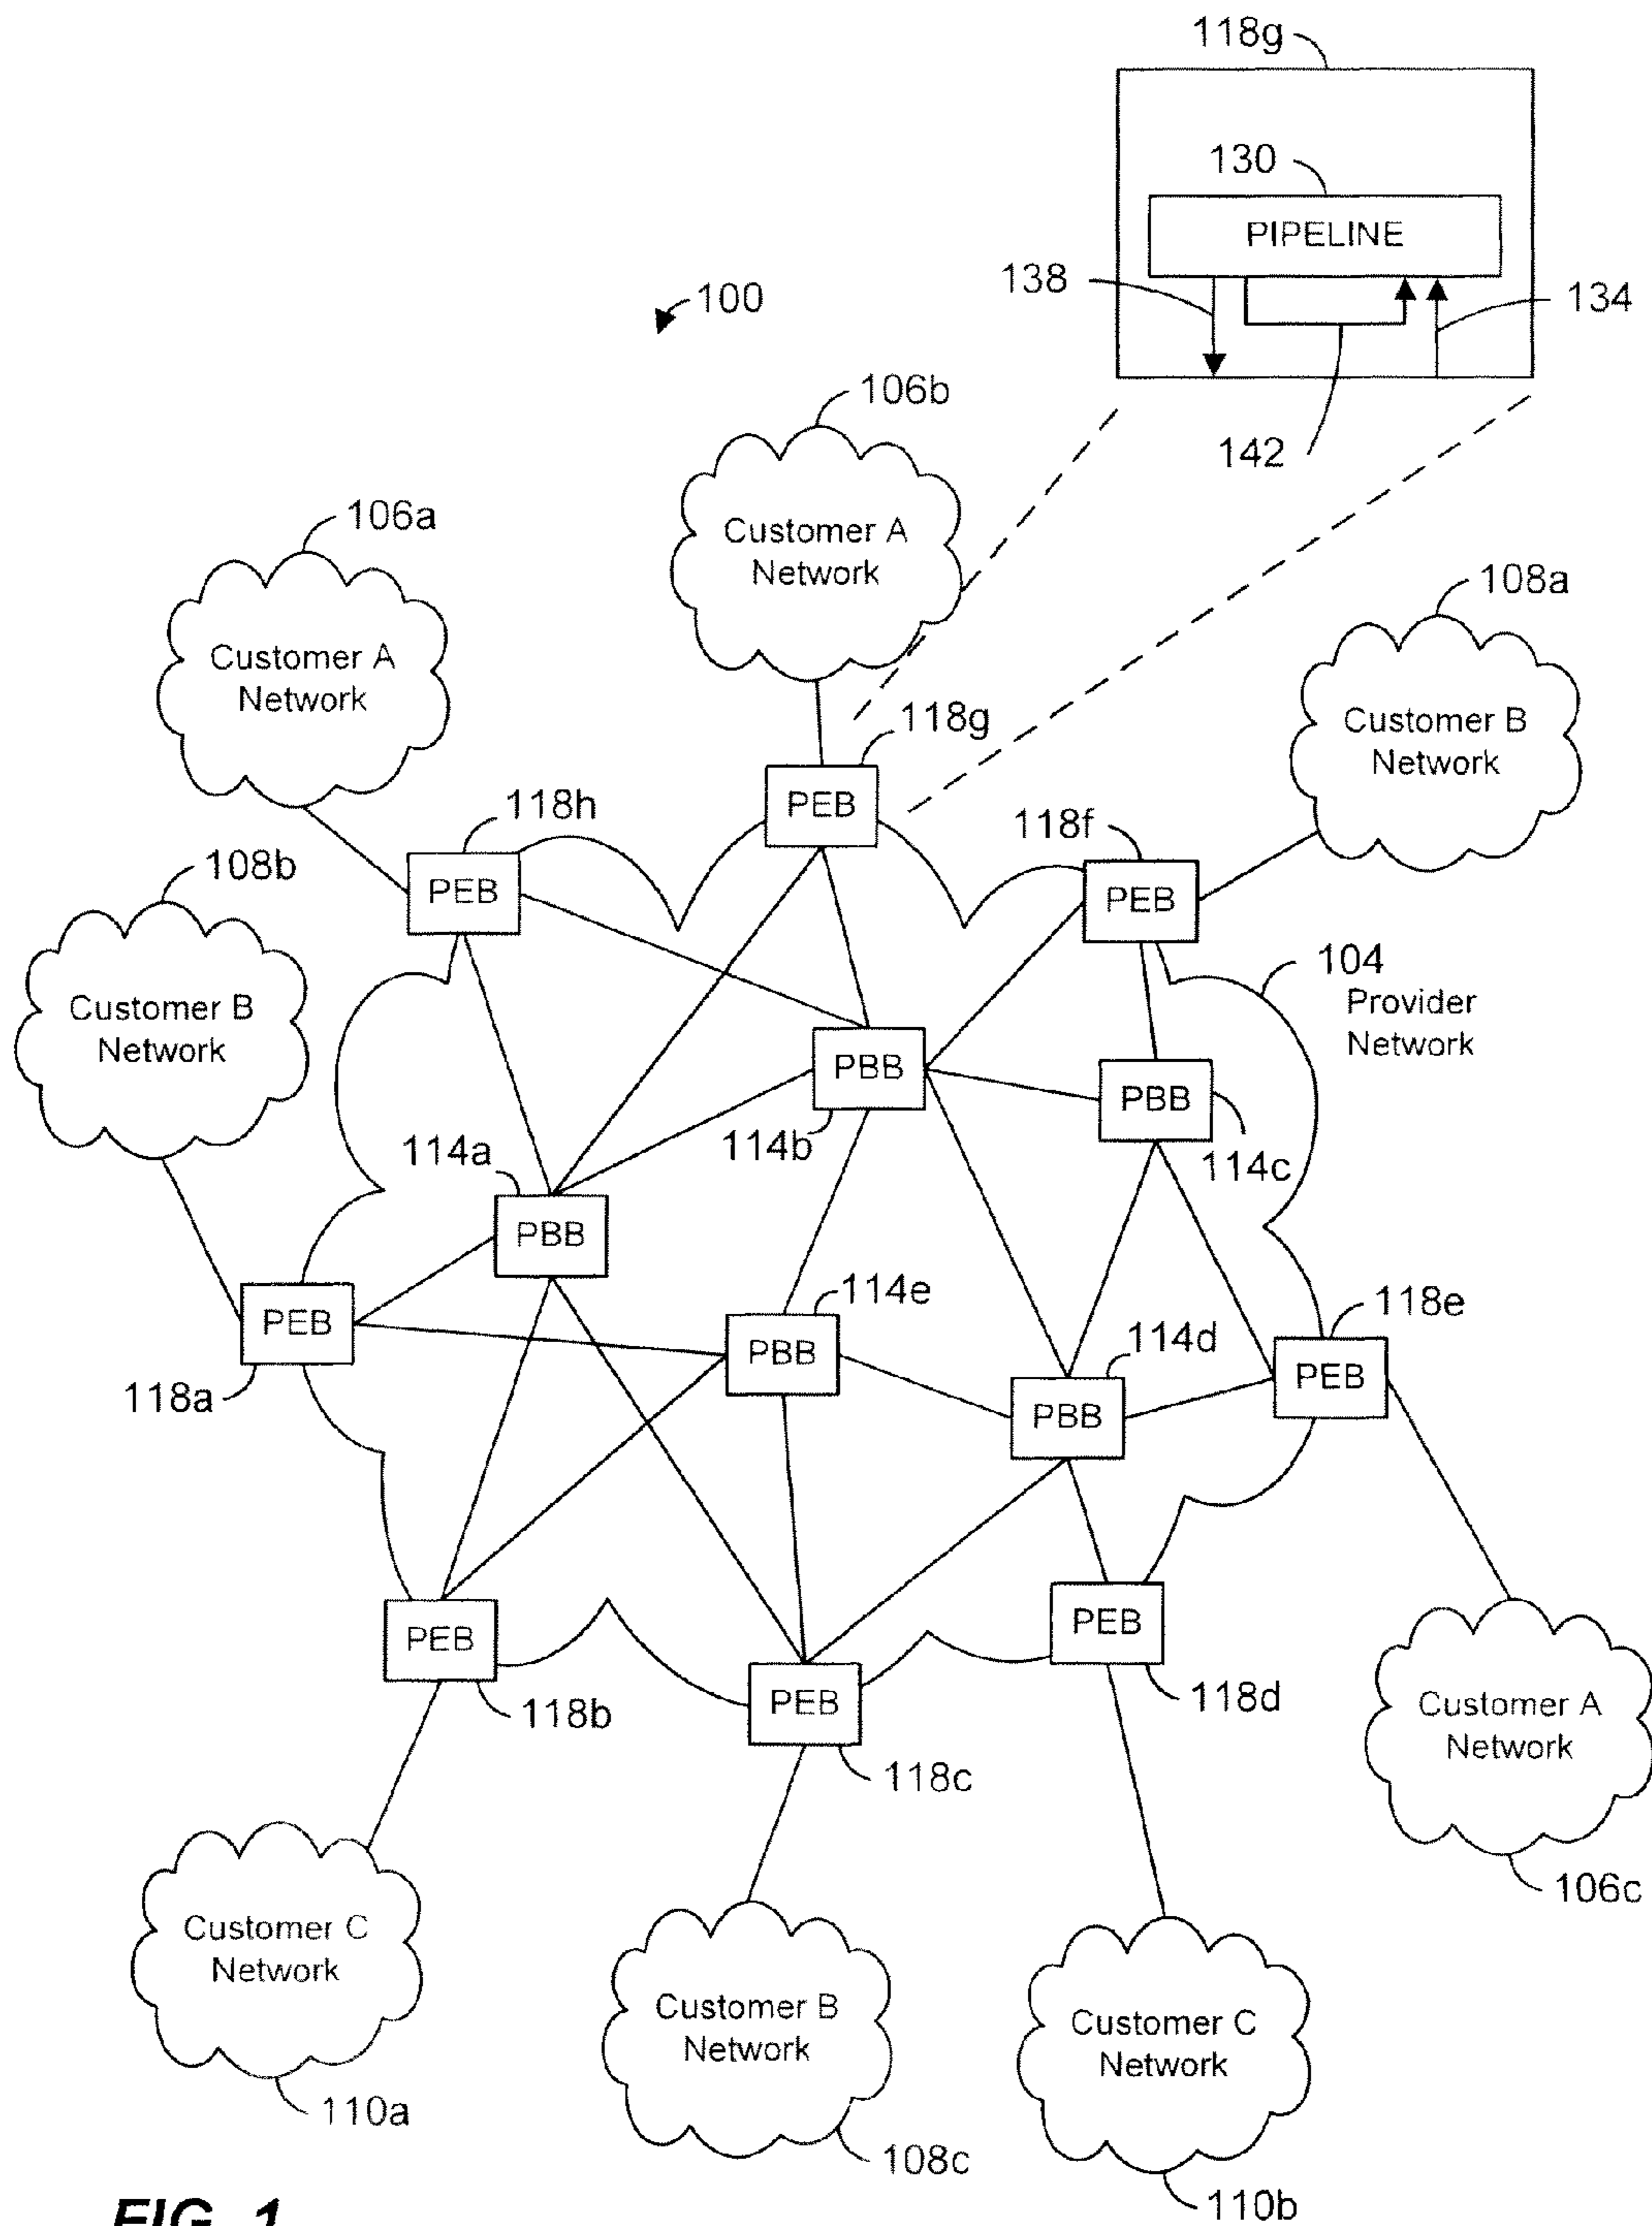 118g
130
PIPELINE
138
134
142
100
106b
Customer A
Network
106a
Customer A
Network
108a
Customer B
Network
118g
PEB
118h
PEB
118f
PEB
108b
Customer B
Network
104
Provider
Network
PBB
114b
PBB
114c
114a
PBB
PEB
118a
114e
PBB
114d
PBB
118e
PEB
PEB
118b
PEB
118c
PEB
118d
Customer A
Network
106c
Customer C
Network
110a
Customer B
Network
108c
Customer C
Network
110b
FIG. 1